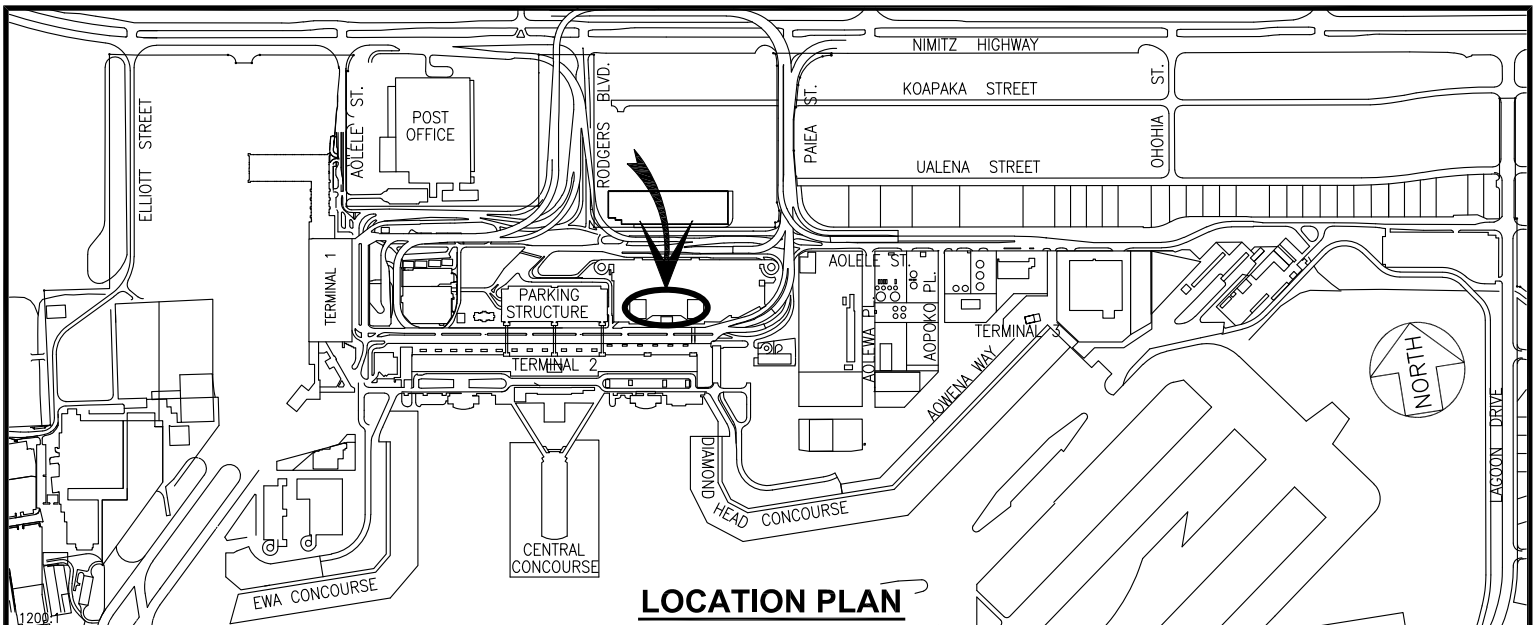 NIMITZ HIGHWAY
KOAPAKA STREET
UALENA STREET
ELLIOTT STREET
AOLELE ST.
POST
OFFICE
RODGERS BLVD.
PAIEA ST.
OHOHIA ST.
TERMINAL 1
PARKING
STRUCTURE
TERMINAL 2
AOLELE ST.
AOLEWA PL.
AOPOKO PL.
TERMINAL 3
AOWENA WAY
NORTH
LAGOON DRIVE
DIAMOND
HEAD CONCOURSE
CENTRAL
CONCOURSE
EWA CONCOURSE
LOCATION PLAN
1200:1